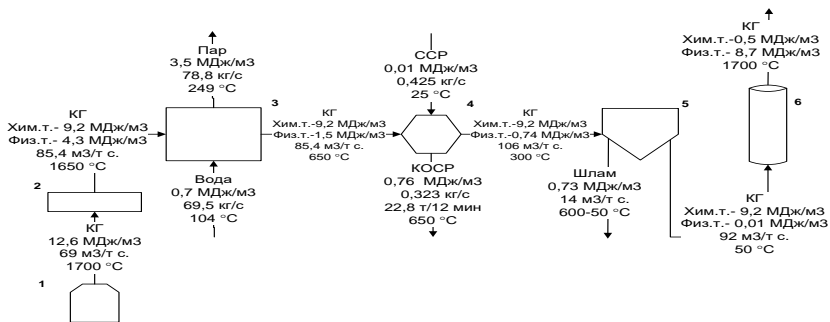 КГ
Хим.т.-0,5 МДж/м3
Физ.т.- 8,7 МДж/м3
1700 °С
Пар
3,5 МДж/м3
78,8 кг/с
249 °С
ССР
0,01 МДж/м3
0,425 кг/с
25 °С
КГ
Хим.т.- 9,2 МДж/м3
Физ.т.- 4,3 МДж/м3
85,4 м3/т с.
1650 °С
3
КГ
Хим.т.-9,2 МДж/м3
Физ.т.-1,5 МДж/м3
85,4 м3/т с.
650 °С
4
КГ
Хим.т.-9,2 МДж/м3
Физ.т.-0,74 МДж/м3
106 м3/т с.
300 °С
5
6
2
Вода
0,7 МДж/м3
69,5 кг/с
104 °С
КОСР
0,76 МДж/м3
0,323 кг/с
22,8 т/12 мин
650 °С
Шлам
0,73 МДж/м3
14 м3/т с.
600-50 °С
КГ
Хим.т.- 9,2 МДж/м3
Физ.т.- 0,01 МДж/м3
92 м3/т с.
50 °С
КГ
12,6 МДж/м3
69 м3/т с.
1700 °С
1